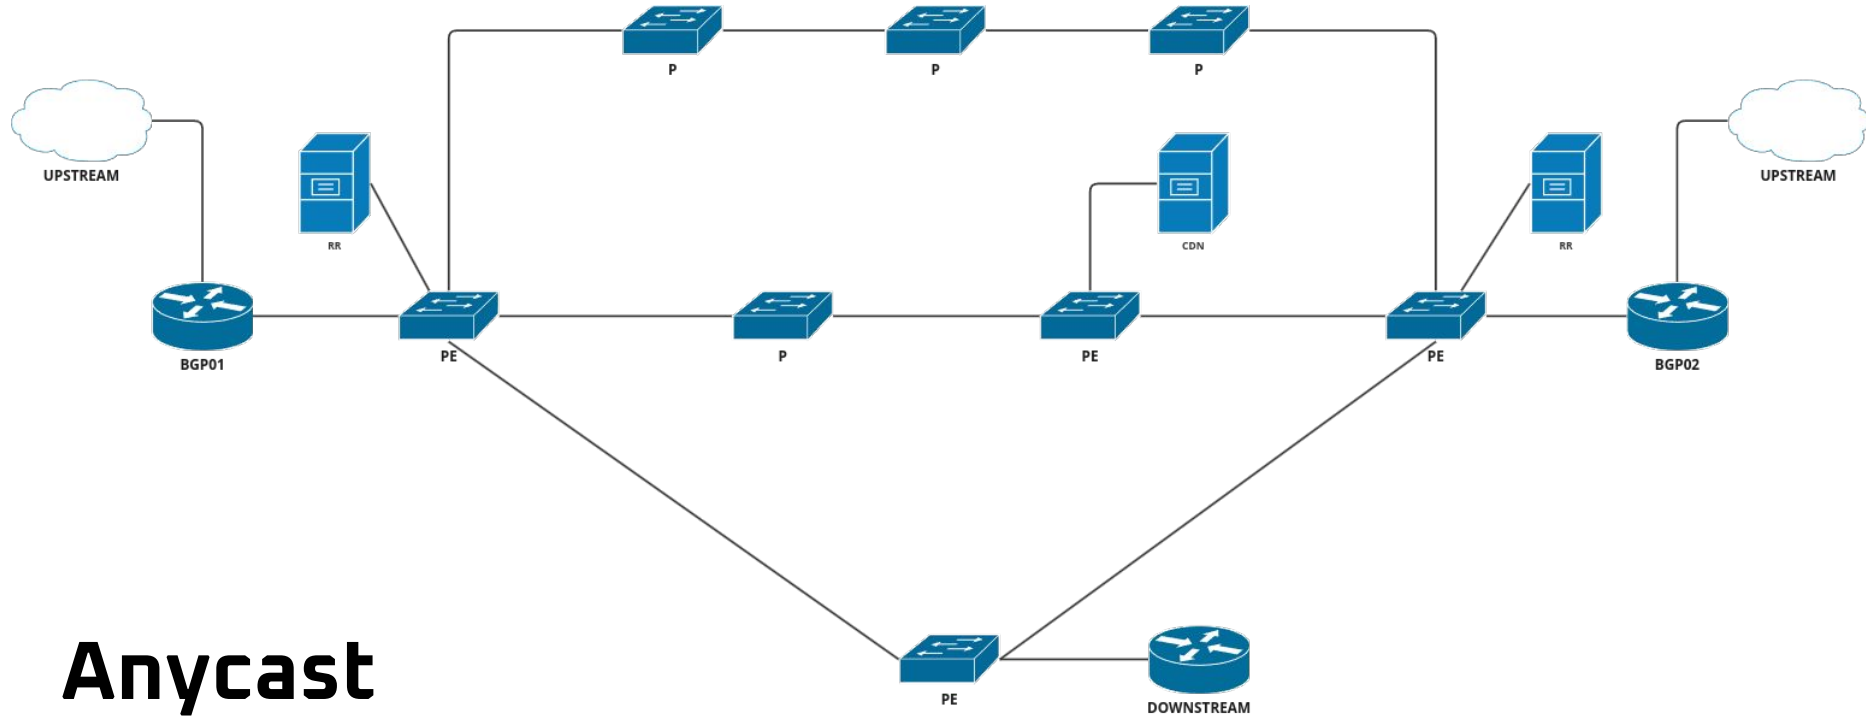 P
P
P
UPSTREAM
UPSTREAM
RR
CDN
RR
BGP01
PE
P
PE
PE
BGP02
Anycast
PE
DOWNSTREAM